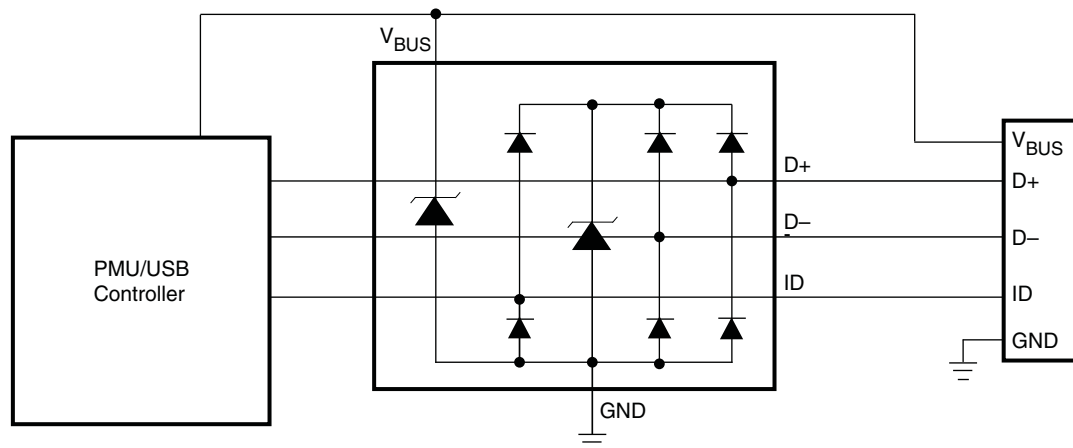 VBUS
VBUS
D+
D+
D–
D–
PMU/USB
Controller
ID
ID
GND
GND